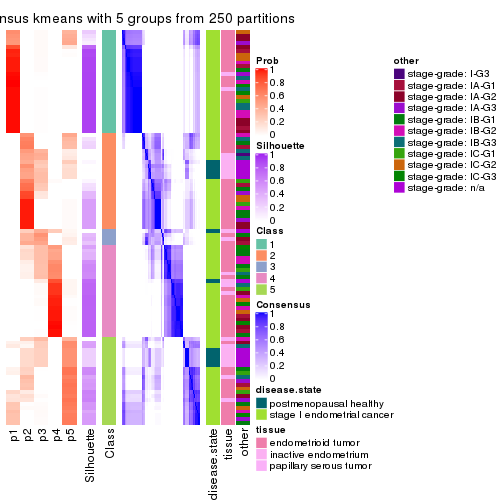 nsus kmeans with 5 groups from 250 partitions
Prob
1
0.8
0.6
0.4
0.2
0
Silhouette
1
0.8
0.6
0.4
0.2
0
Class
1
2
3
4
5
Consensus
1
0.8
0.6
0.4
0.2
0
disease.state
postmenopausal healthy
stage I endometrial cancer
tissue
endometrioid tumor
inactive endometrium
papillary serous tumor
other
stage-grade: I-G3
stage-grade: IA-G1
stage-grade: IA-G2
stage-grade: IA-G3
stage-grade: IB-G1
stage-grade: IB-G2
stage-grade: IB-G3
stage-grade: IC-G1
stage-grade: IC-G2
stage-grade: IC-G3
stage-grade: n/a
p1
p2
p3
p4
p5
Silhouette
Class
disease.state
tissue
other